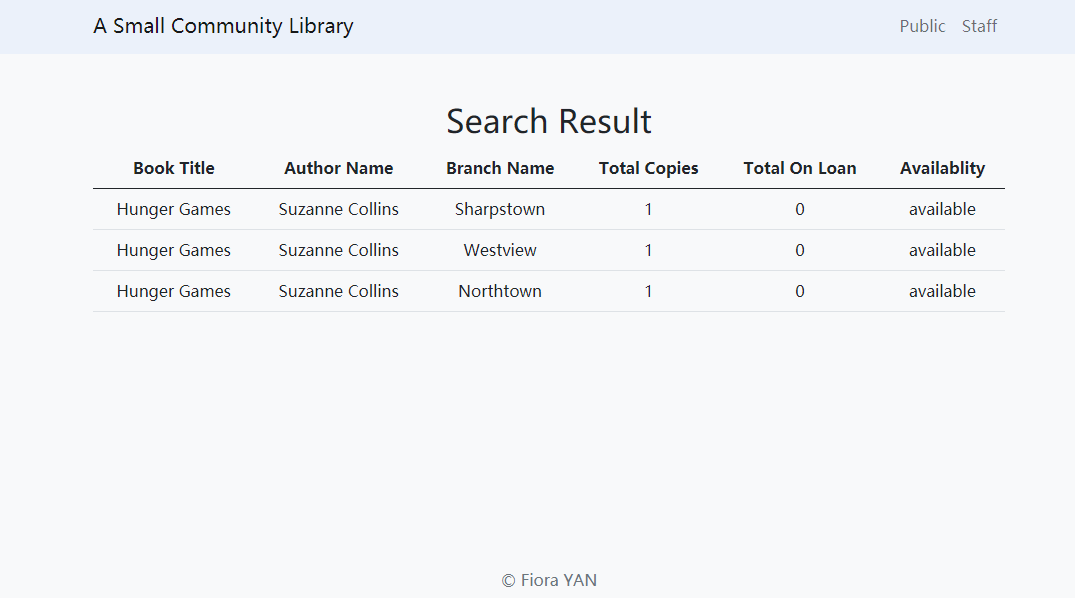 A Small Community Library Public Staff
Search Result
Book Title Author Name Branch Name Total Copies Total On Loan Availablity
Hunger Games Suzanne Collins Sharpstown 1 0 available
Hunger Games Suzanne Collins Westview 1 0 available
Hunger Games Suzanne Collins Northtown 1 0 available
© Fiora YAN